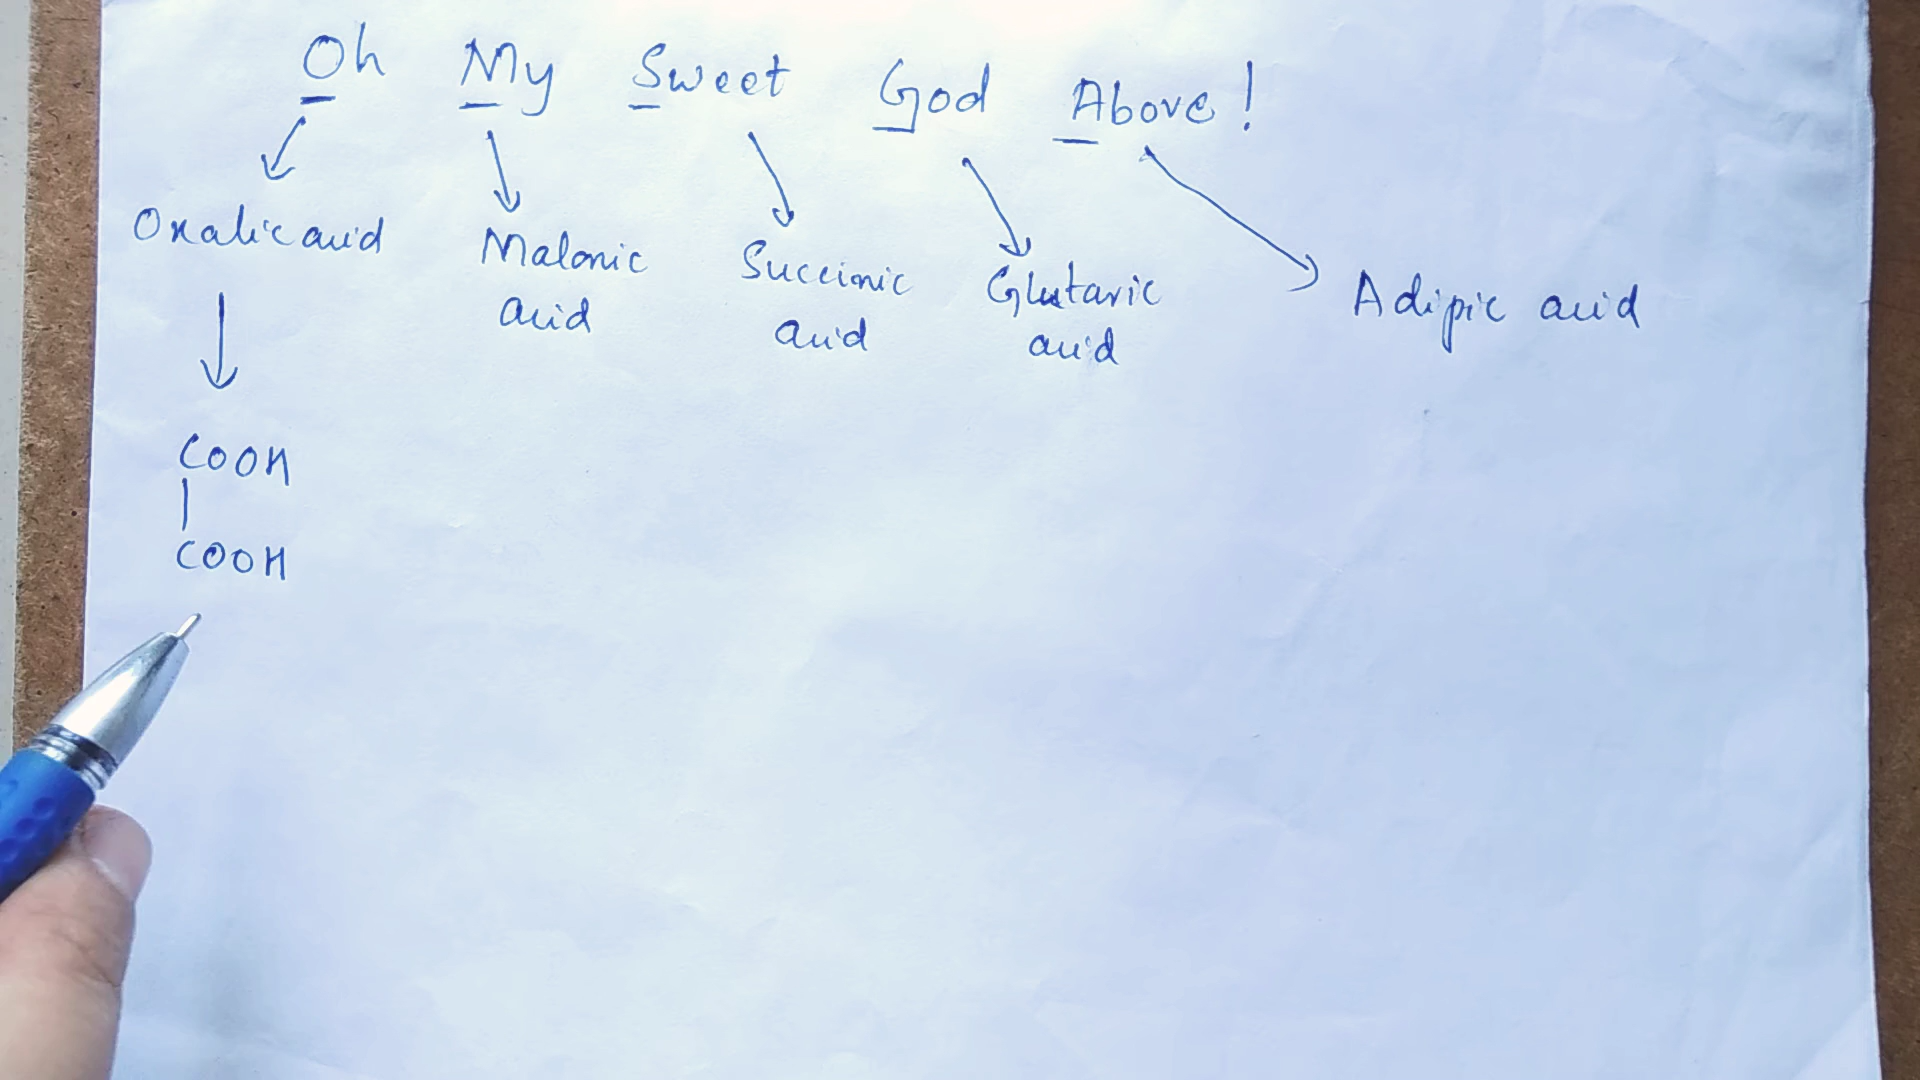 Oh My Sweet God Above!
Oxalic acid
Malonic
acid
Succinic
acid
Glutaric
acid
Adipic acid
COOH
|
COOH